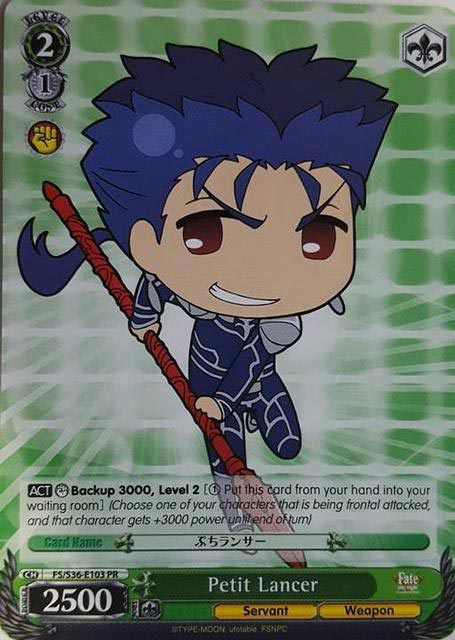 LEVEL
2
1
COST
ACT Backup 3000, Level 2 [① Put this card from your hand into your
waiting room] (Choose one of your characters that is being frontal attacked,
and that character gets +3000 power until end of turn)
Card Name ぷちランサー
CH FS/S36-E103 PR Petit Lancer Fate
POWER 2500 1 Servant Weapon
©TYPE-MOON, ufotable, FSNPC